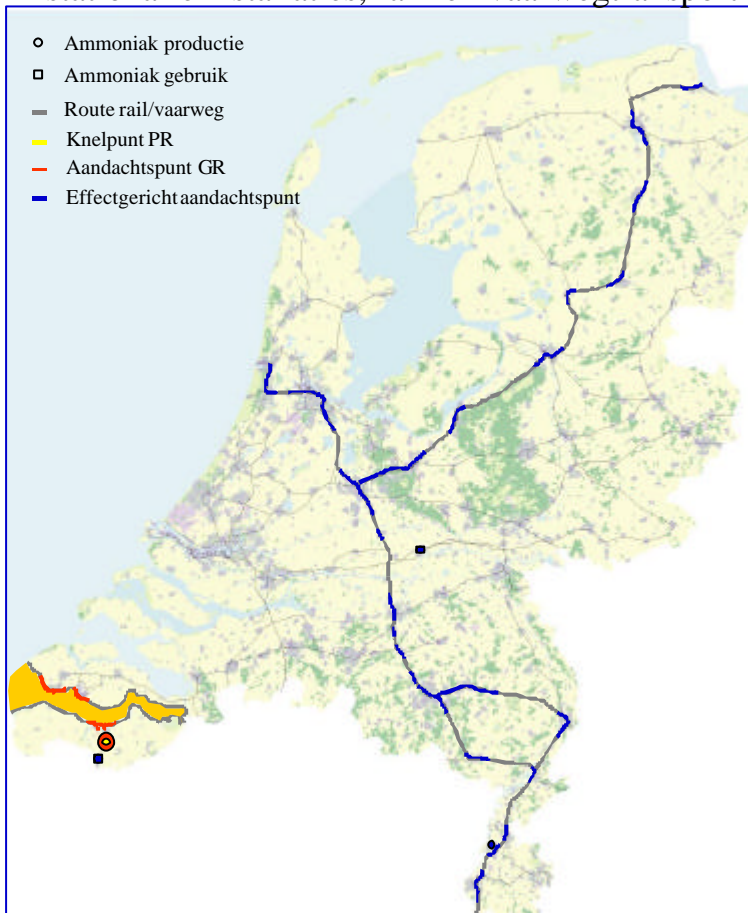 Ammoniak productie
Ammoniak gebruik
Route rail/vaarweg
Knelpunt PR
Aandachtspunt GR
Effectgericht aandachtspunt